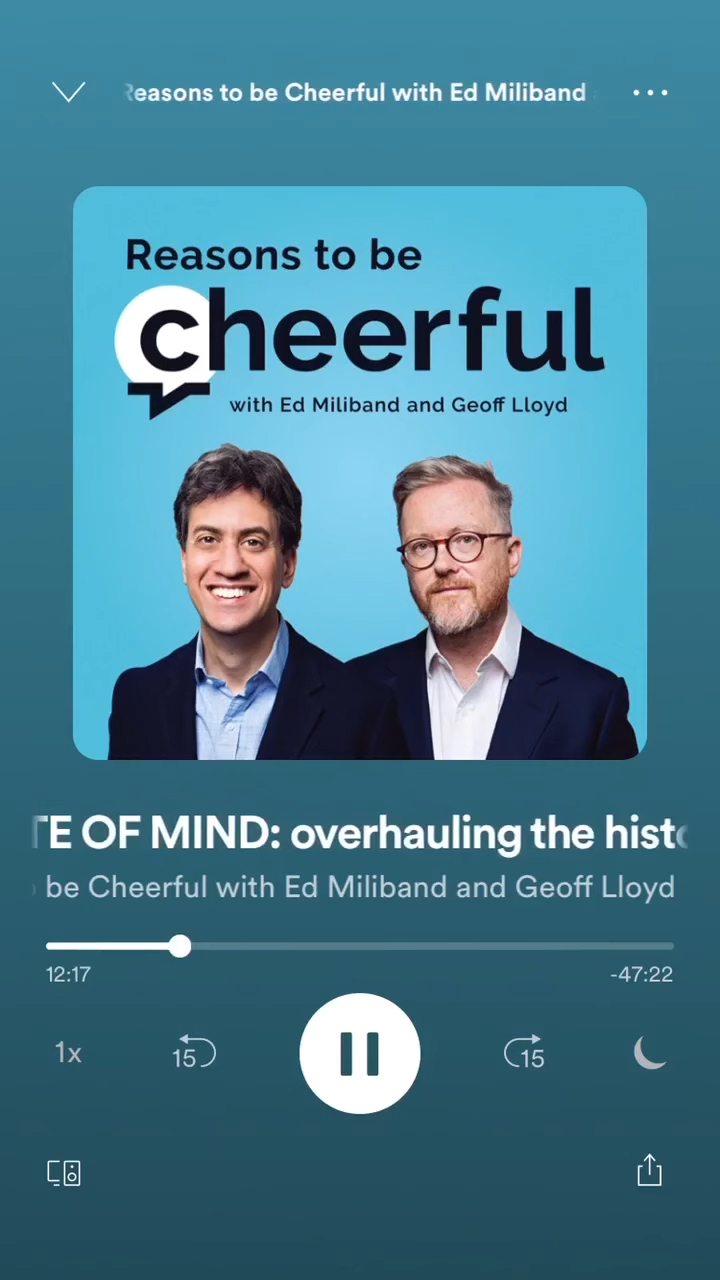 Reasons to be Cheerful with Ed Miliband
Reasons to be
cheerful
with Ed Miliband and Geoff Lloyd
TE OF MIND: overhauling the histo
be Cheerful with Ed Miliband and Geoff Lloyd
12:17
-47:22
1x
15
15